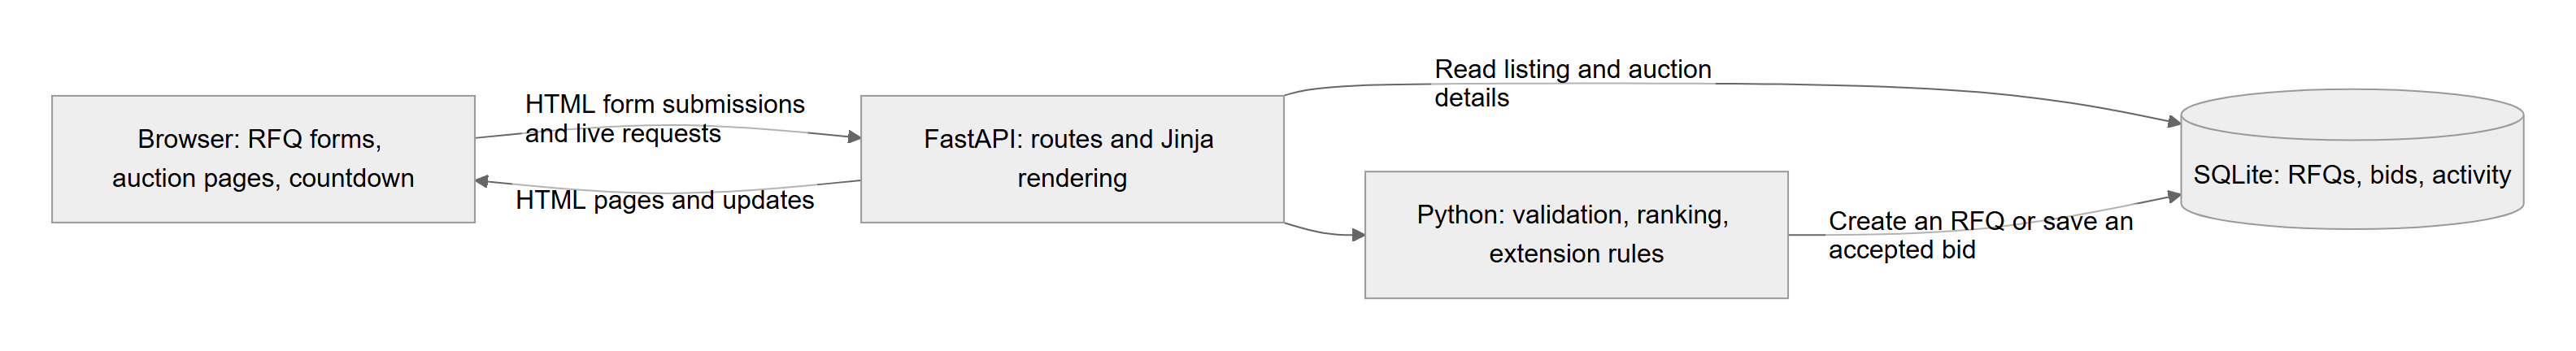 Browser: RFQ forms,
auction pages, countdown
HTML form submissions
and live requests
HTML pages and updates
FastAPI: routes and Jinja
rendering
Read listing and auction
details
Python: validation, ranking,
extension rules
Create an RFQ or save an
accepted bid
SQLite: RFQs, bids, activity